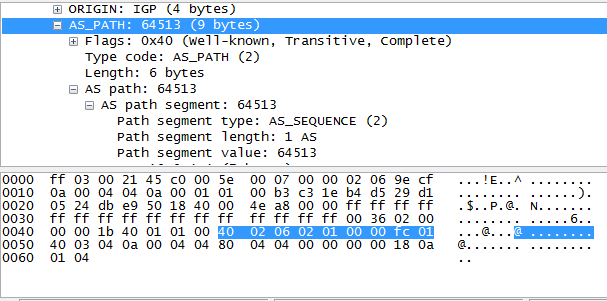 ORIGIN: IGP (4 bytes)
AS_PATH: 64513 (9 bytes)
Flags: 0x40 (Well-known, Transitive, Complete)
Type code: AS_PATH (2)
Length: 6 bytes
AS path: 64513
AS path segment: 64513
Path segment type: AS_SEQUENCE (2)
Path segment length: 1 AS
Path segment value: 64513
0000 ff 03 00 21 45 c0 00 5e 00 07 00 00 02 06 9e cf ...!E..^ ........
0010 0a 00 04 04 0a 00 01 01 00 b3 c3 1e b4 d5 29 d1 ........ ......).
0020 05 24 db e9 50 18 40 00 4e a8 00 00 ff ff ff ff .$..P.@. N.......
0030 ff ff ff ff ff ff ff ff ff ff ff ff 00 36 02 00 ........ .....6..
0040 00 00 1b 40 01 01 00 40 02 06 02 01 00 00 fc 01 ...@...@ ........
0050 40 03 04 0a 00 04 04 80 04 04 00 00 00 00 18 0a @....... ........
0060 01 04 ..